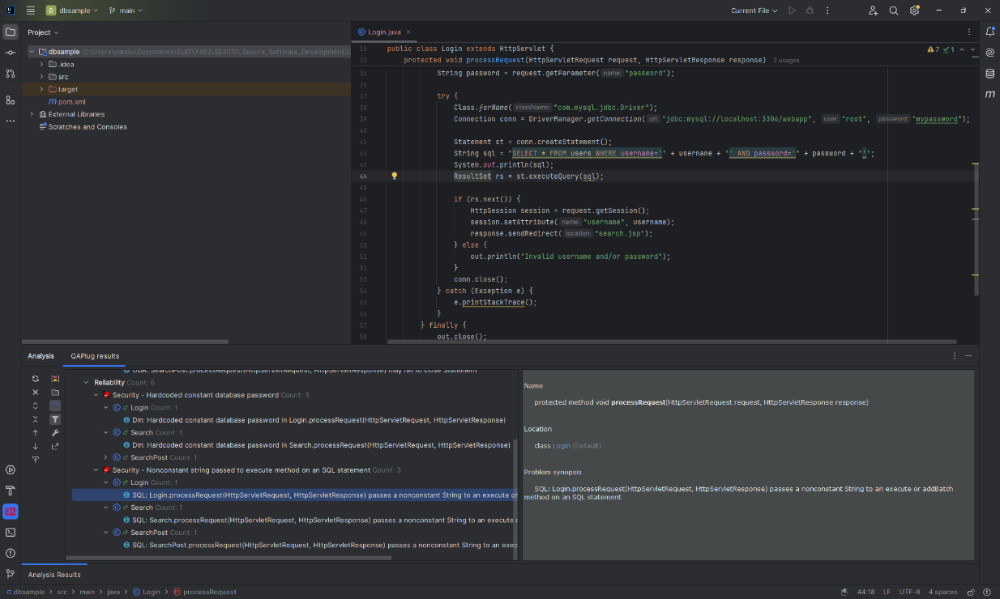 D dbsample
main
Current File
Project
Login.java
dbsample C:\Users\pandu\Documents\SLIIT\Y4S2\SE4030_Secure_Software_Development\L
.idea
src
target
pom.xml
External Libraries
Scratches and Consoles
7 1
15 public class Login extends HttpServlet {
29 protected void processRequest(HttpServletRequest request, HttpServletResponse response) 2 usages
35 String password = request.getParameter( name: "password");
36
37 try {
38 Class.forName( className: "com.mysql.jdbc.Driver");
39 Connection conn = DriverManager.getConnection( url: "jdbc:mysql://localhost:3306/webapp", user: "root", password: "mypassword");
40
41 Statement st = conn.createStatement();
42 String sql = "SELECT * FROM users WHERE username='" + username + "' AND password='" + password + "'";
43 System.out.println(sql);
44 ResultSet rs = st.executeQuery(sql);
45
46 if (rs.next()) {
47 HttpSession session = request.getSession();
48 session.setAttribute( name: "username", username);
49 response.sendRedirect( location: "search.jsp");
50 } else {
51 out.println("Invalid username and/or password");
52 }
53 conn.close();
54 } catch (Exception e) {
55 e.printStackTrace();
56 }
57 } finally {
58 out.close();
Analysis QAPlug results
OBR: SearchPost.processRequest(HttpServletRequest, HttpServletResponse) may fail to close Statement
Reliability Count: 6
Security - Hardcoded constant database password Count: 3
Login Count: 1
Dm: Hardcoded constant database password in Login.processRequest(HttpServletRequest, HttpServletResponse)
Search Count: 1
Dm: Hardcoded constant database password in Search.processRequest(HttpServletRequest, HttpServletResponse)
SearchPost Count: 1
Security - Nonconstant string passed to execute method on an SQL statement Count: 3
Login Count: 1
SQL: Login.processRequest(HttpServletRequest, HttpServletResponse) passes a nonconstant String to an execute or
Search Count: 1
SQL: Search.processRequest(HttpServletRequest, HttpServletResponse) passes a nonconstant String to an execute
SearchPost Count: 1
SQL: SearchPost.processRequest(HttpServletRequest, HttpServletResponse) passes a nonconstant String to an exec
Name
protected method void processRequest(HttpServletRequest request, HttpServletResponse response)
Location
class Login (Default)
Problem synopsis
SQL: Login.processRequest(HttpServletRequest, HttpServletResponse) passes a nonconstant String to an execute or addBatch
method on an SQL statement
Analysis Results
dbsample > src > main > java > Login > processRequest
44:18 LF UTF-8 4 spaces